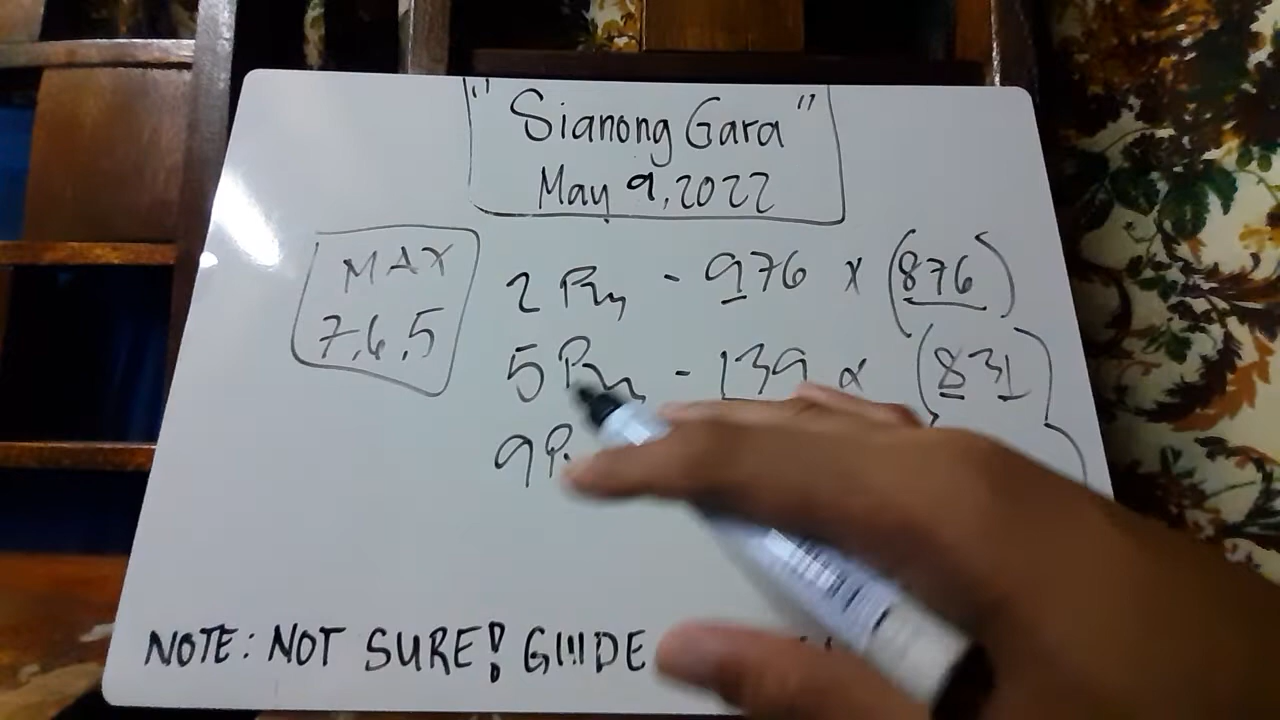 "Sianong Gara"
May 9, 2022
MAX
7,6,5
2 Pm - 976 x (876)
5 Pm - 139 x (831)
9P
NOTE: NOT SURE! GUIDE